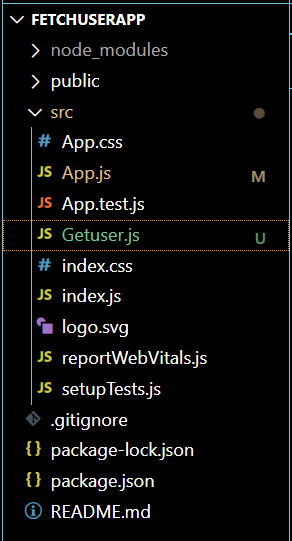 FETCHUSERAPP
node_modules
public
src
# App.css
JS App.js M
JS App.test.js
JS Getuser.js U
# index.css
JS index.js
logo.svg
JS reportWebVitals.js
JS setupTests.js
.gitignore
{} package-lock.json
{} package.json
README.md